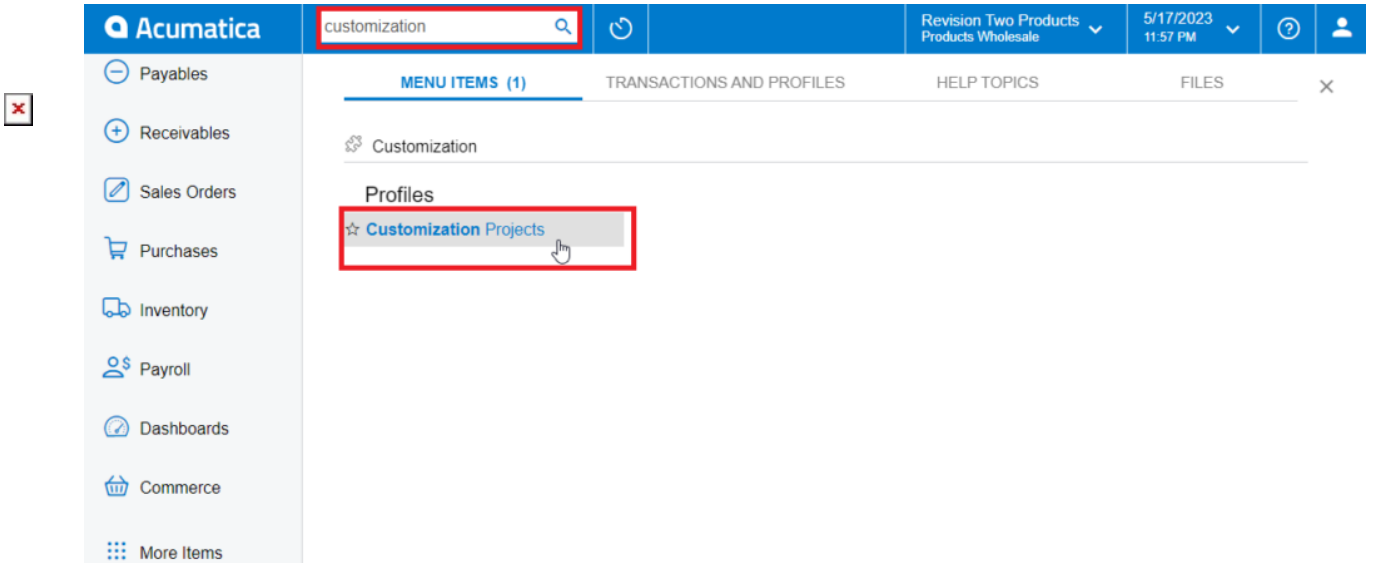 Acumatica
customization
Revision Two Products
Products Wholesale
5/17/2023
11:57 PM
Payables
Receivables
Sales Orders
Purchases
Inventory
Payroll
Dashboards
Commerce
More Items
MENU ITEMS (1)
TRANSACTIONS AND PROFILES
HELP TOPICS
FILES
Customization
Profiles
Customization Projects